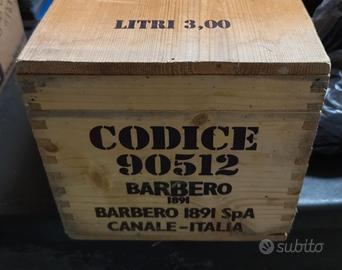 LITRI 3,00
CODICE
90512
BARBERO
1891
BARBERO 1891 SpA
CANALE-ITALIA
subito